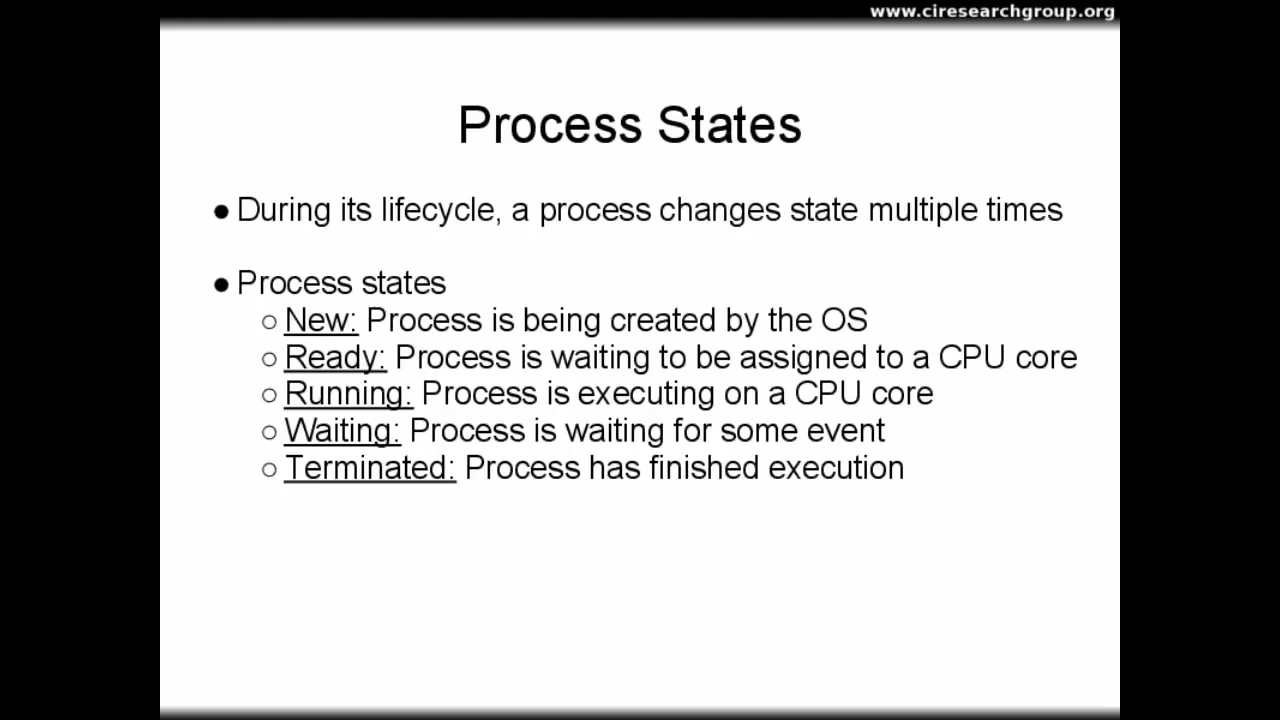 www.ciresearchgroup.org
Process States
● During its lifecycle, a process changes state multiple times
● Process states
○ New: Process is being created by the OS
○ Ready: Process is waiting to be assigned to a CPU core
○ Running: Process is executing on a CPU core
○ Waiting: Process is waiting for some event
○ Terminated: Process has finished execution